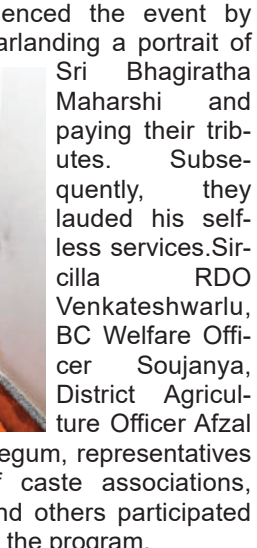 enced the event by
arlanding a portrait of
Sri Bhagiratha
Maharshi and
paying their trib-
utes. Subse-
quently, they
lauded his self-
less services.Sir-
cilla RDO
Venkateshwarlu,
BC Welfare Offi-
cer Soujanya,
District Agricul-
ture Officer Afzal
egum, representatives
f caste associations,
nd others participated
the program.